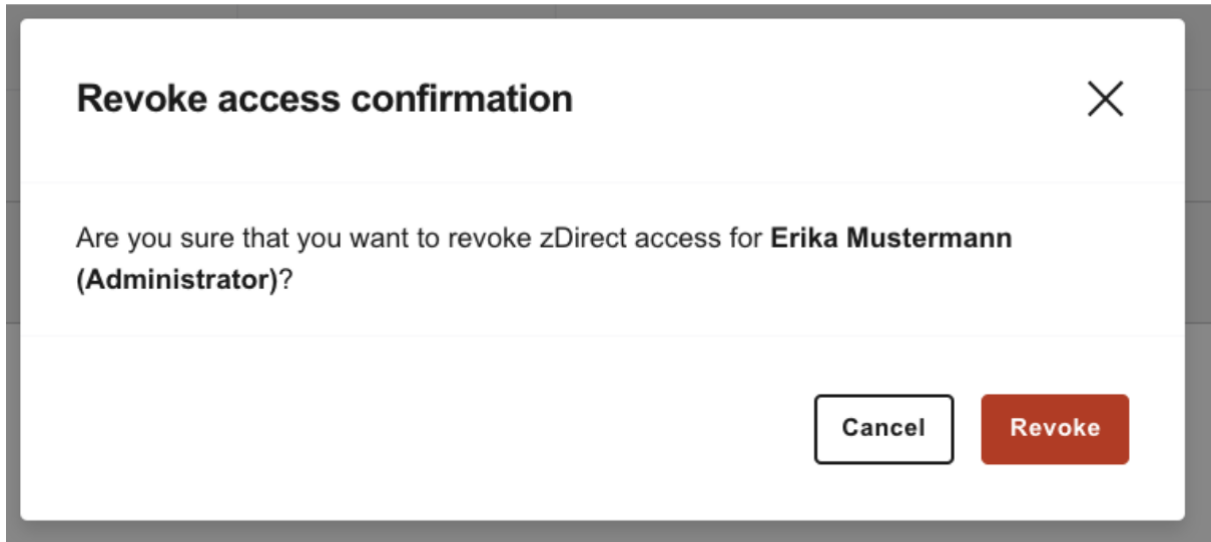 Revoke access confirmation
Are you sure that you want to revoke zDirect access for Erika Mustermann
(Administrator)?
Cancel
Revoke